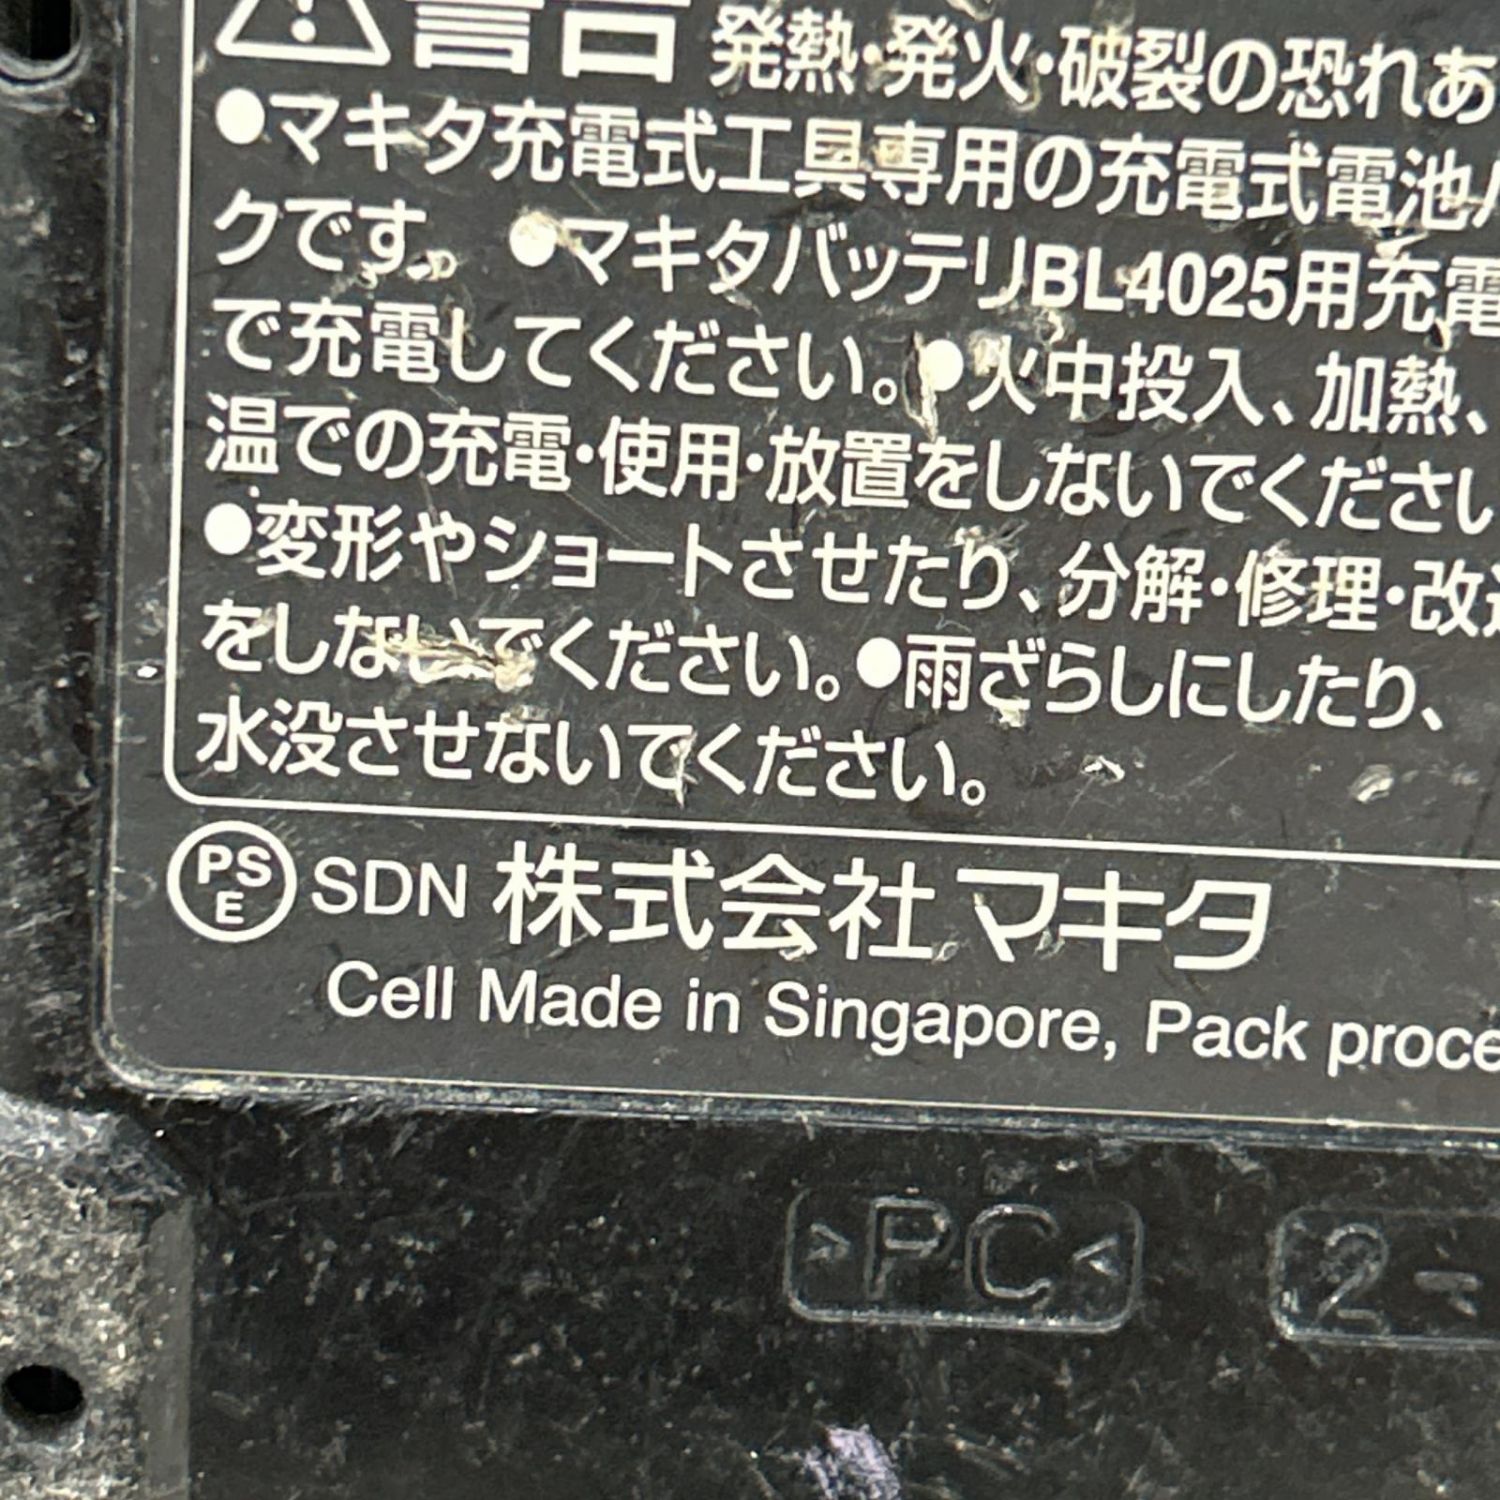 警告 発熱・発火・破裂の恐れあ
●マキタ充電式工具専用の充電式電池パ
クです。 ●マキタバッテリBL4025用充電
で充電してください。●火中投入、加熱、
温での充電・使用・放置をしないでください
●変形やショートさせたり、分解・修理・改造
をしないでください。●雨ざらしにしたり、
水没させないでください。
PS
E
SDN 株式会社マキタ
Cell Made in Singapore, Pack proce
>PC<
2-